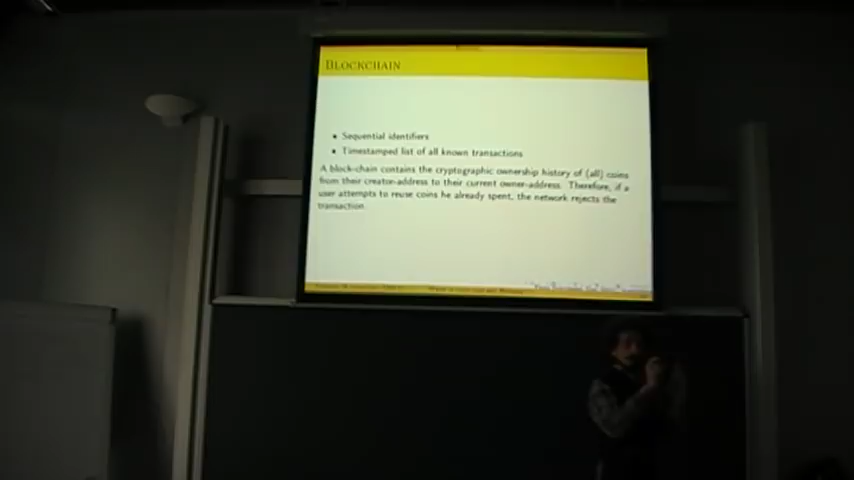 BLOCKCHAIN
• Sequential identifiers
• Timestamped list of all known transactions
A block-chain contains the cryptographic ownership history of (all) coins
from their creator-address to their current owner-address. Therefore, if a
user attempts to reuse coins he already spent, the network rejects the
transaction.